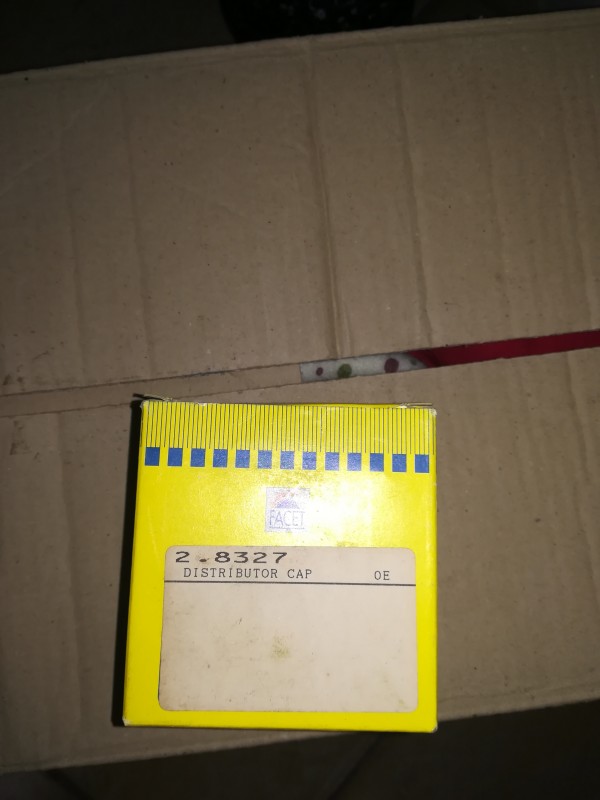 FACET
2.8327
DISTRIBUTOR CAP OE